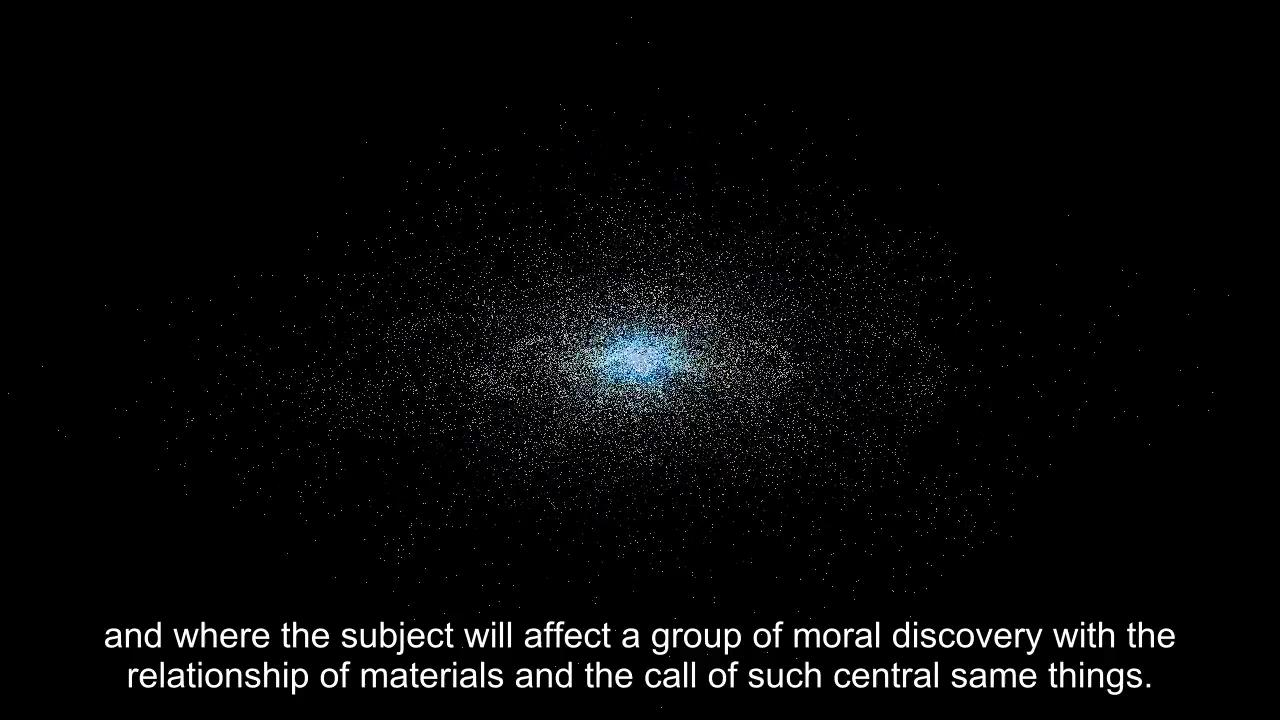 and where the subject will affect a group of moral discovery with the
relationship of materials and the call of such central same things.